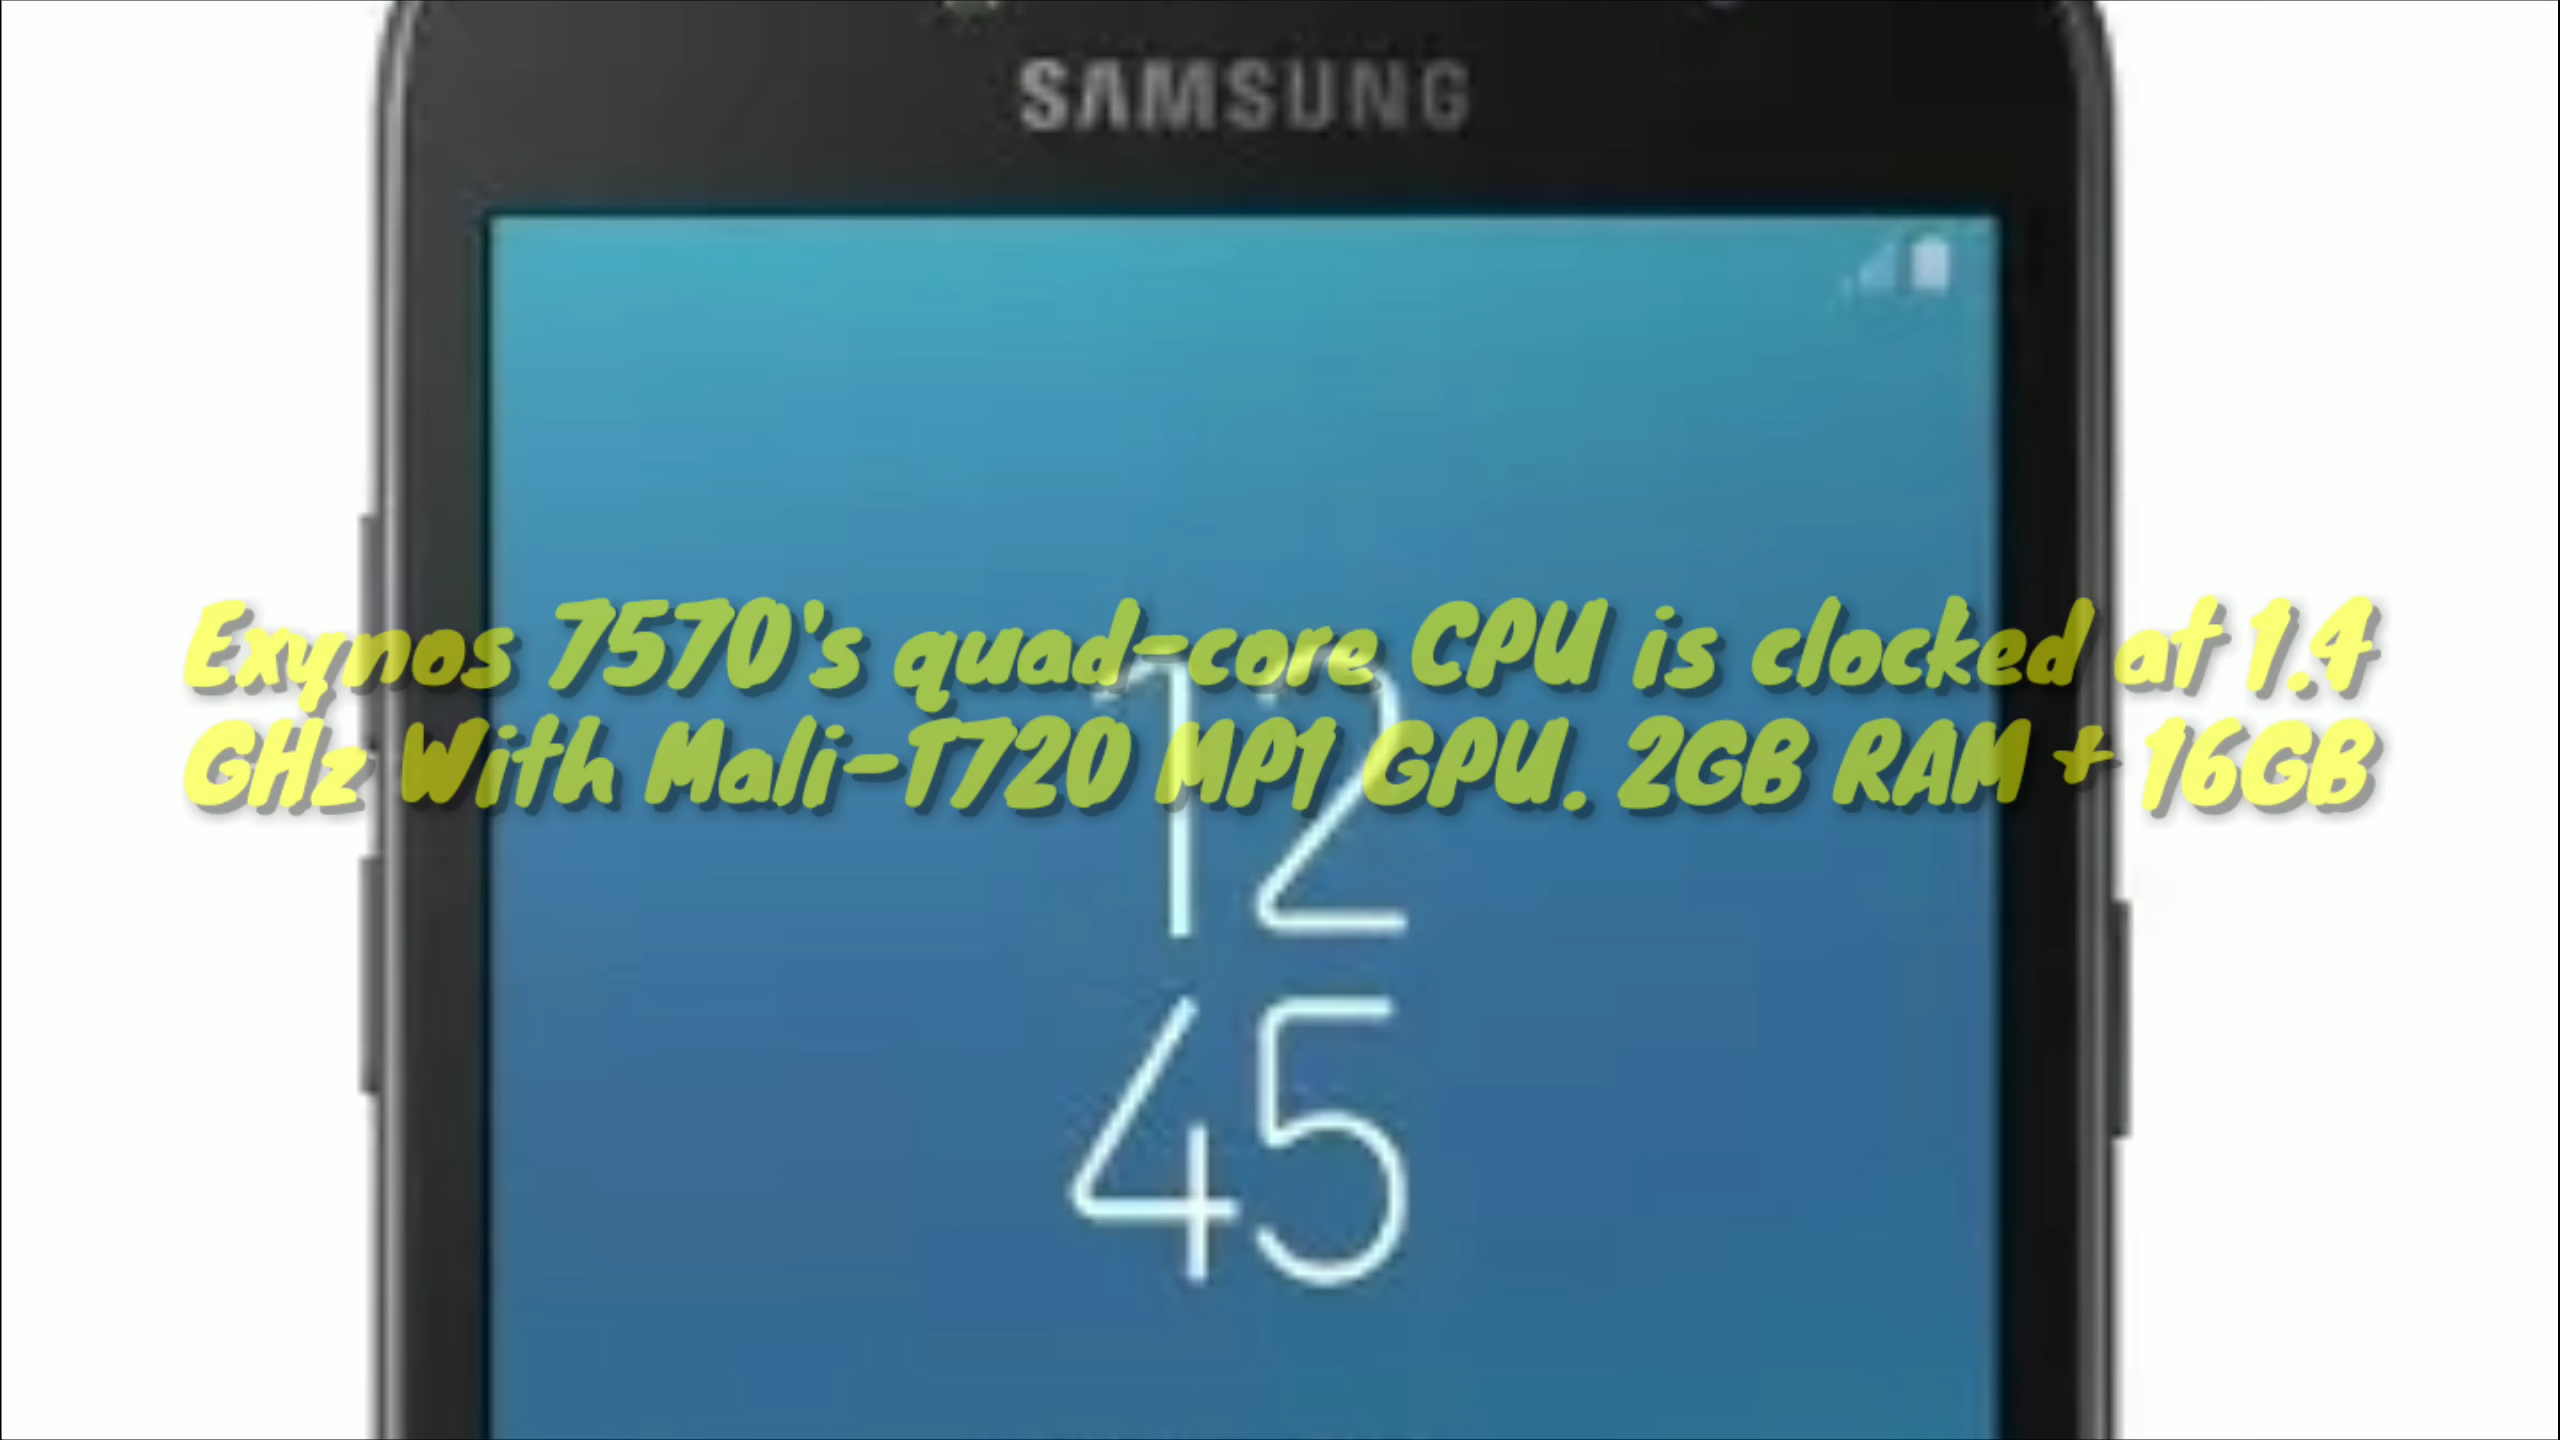 SAMSUNG
Exynos 7570's quad-core CPU is clocked at 1.4
GHz With Mali-T720 MP1 GPU. 2GB RAM + 16GB
12
45